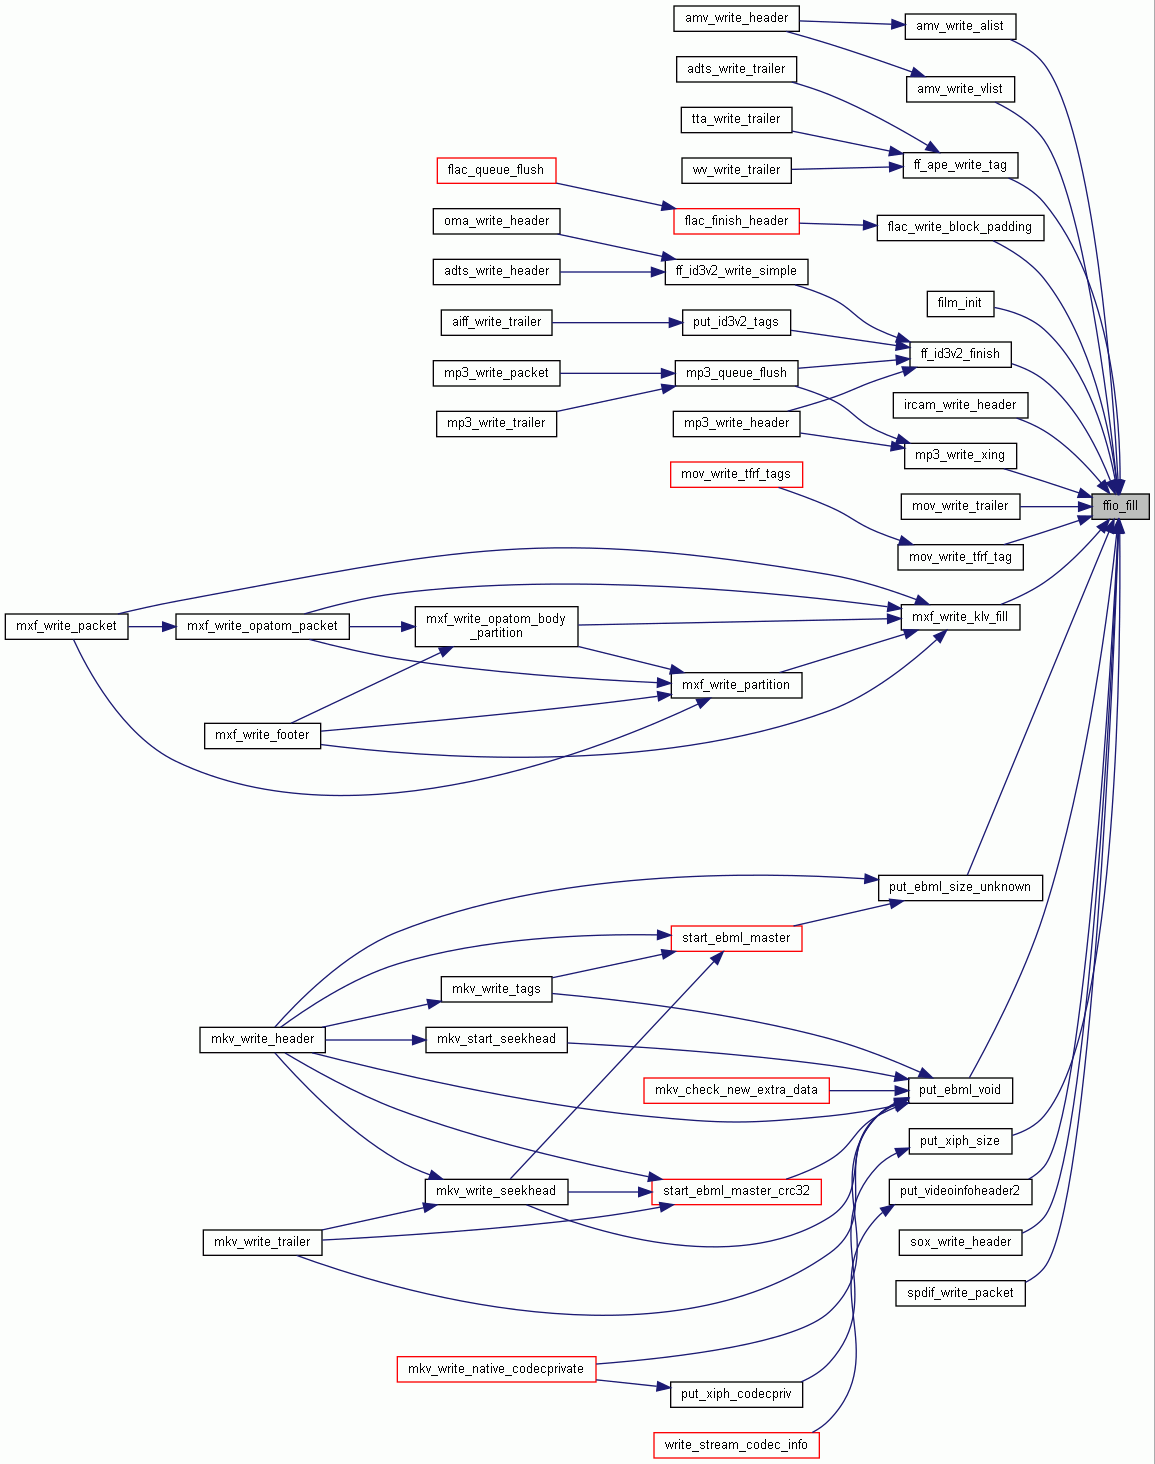 amv_write_header
amv_write_alist
adts_write_trailer
amv_write_vlist
tta_write_trailer
flac_queue_flush
wv_write_trailer
ff_ape_write_tag
oma_write_header
flac_finish_header
flac_write_block_padding
adts_write_header
ff_id3v2_write_simple
film_init
aiff_write_trailer
put_id3v2_tags
ff_id3v2_finish
mp3_write_packet
mp3_queue_flush
ircam_write_header
mp3_write_trailer
mp3_write_header
mp3_write_xing
mov_write_tfrf_tags
mov_write_trailer
ffio_fill
mov_write_tfrf_tag
mxf_write_packet
mxf_write_opatom_packet
mxf_write_opatom_body
_partition
mxf_write_klv_fill
mxf_write_partition
mxf_write_footer
put_ebml_size_unknown
start_ebml_master
mkv_write_tags
mkv_write_header
mkv_start_seekhead
mkv_check_new_extra_data
put_ebml_void
put_xiph_size
mkv_write_seekhead
start_ebml_master_crc32
put_videoinfoheader2
mkv_write_trailer
sox_write_header
spdif_write_packet
mkv_write_native_codecprivate
put_xiph_codecpriv
write_stream_codec_info